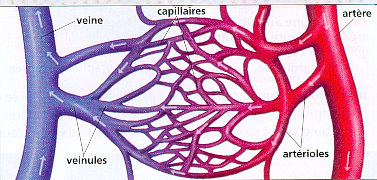 capillaires
artère
veine
veinules
artérioles